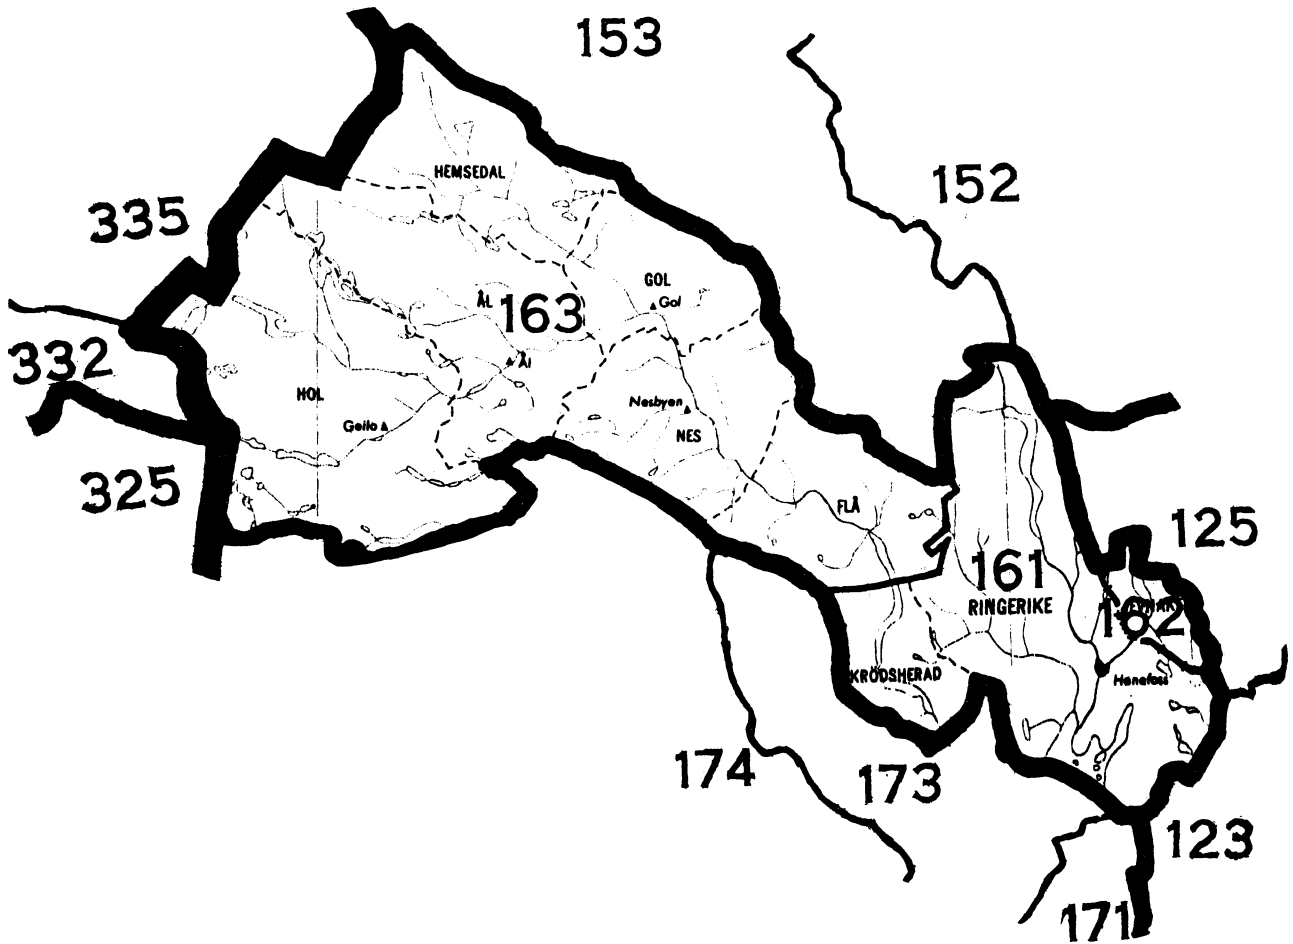 153
152
HEMSEDAL
335
GOL
Gol
ÅL
163
Ål
332
HOL
Nesbyen
Geilo
NES
325
FLÅ
125
161
RINGERIKE
162
KRÖDSHERAD
Hønefoss
174
173
123
171